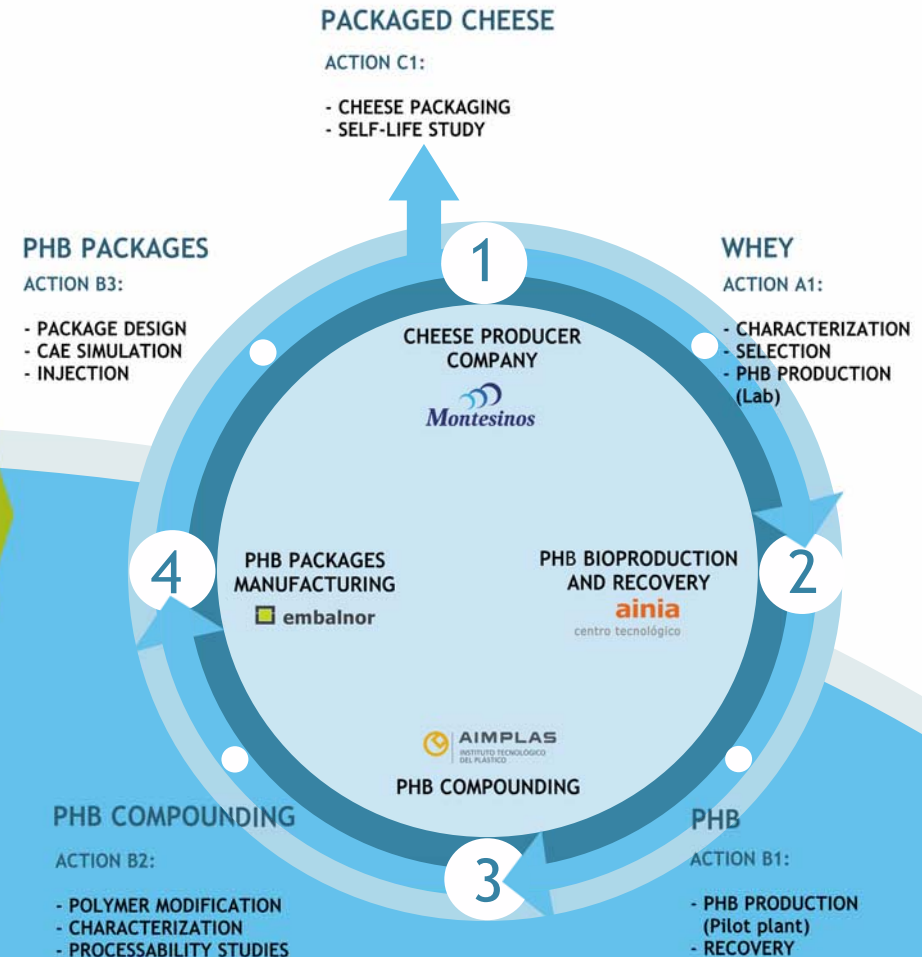 PACKAGED CHEESE
ACTION C1:
- CHEESE PACKAGING
- SELF-LIFE STUDY
PHB PACKAGES
ACTION B3:
- PACKAGE DESIGN
- CAE SIMULATION
- INJECTION
1
WHEY
ACTION A1:
- CHARACTERIZATION
- SELECTION
- PHB PRODUCTION
(Lab)
CHEESE PRODUCER
COMPANY
Montesinos
4
PHB PACKAGES
MANUFACTURING
embalnor
PHB BIOPRODUCTION
AND RECOVERY
ainia
centro tecnológico
2
AIMPLAS
INSTITUTO TECNOLÓGICO
DEL PLÁSTICO
PHB COMPOUNDING
3
PHB COMPOUNDING
ACTION B2:
- POLYMER MODIFICATION
- CHARACTERIZATION
- PROCESSABILITY STUDIES
PHB
ACTION B1:
- PHB PRODUCTION
(Pilot plant)
- RECOVERY